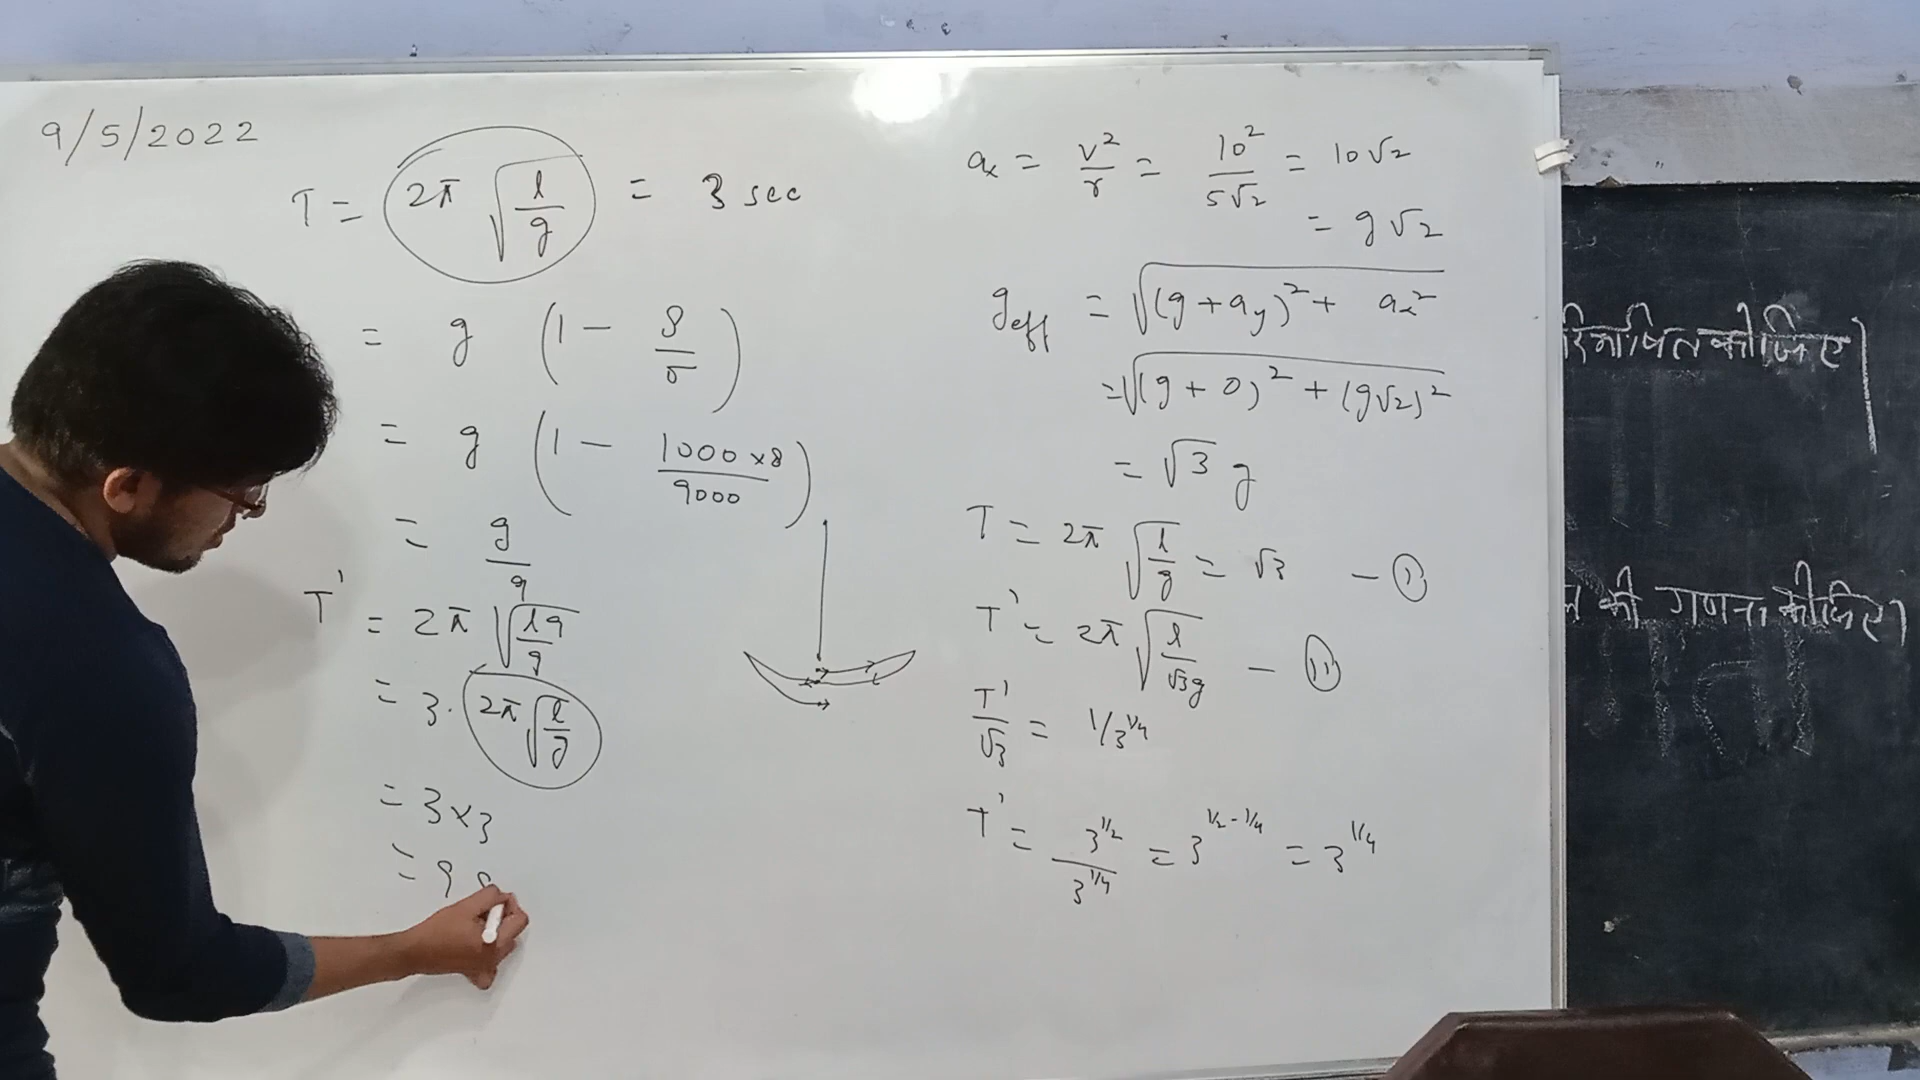 9/5/2022
T = 2π √(l/g) = 3 sec
= g (1 - ρ/σ)
= g (1 - 1000×8/9000)
= g/9
T' = 2π √(l9/g)
= 3. 2π √(l/g)
= 3×3
= 9 s
aₓ = v²/r = 10²/5√2 = 10√2
= g√2
g_eff = √((g + a_y)² + aₓ²)
= √((g + 0)² + (g√2)²)
= √3 g
T = 2π √(l/g) = √3 - (i)
T' = 2π √(l/√3g) - (ii)
T'/√3 = 1/3^1/4
T' = 3^1/2 / 3^1/4 = 3^1/2-1/4 = 3^1/4
रिभाषित कीजिए।
की गणना कीजिए।